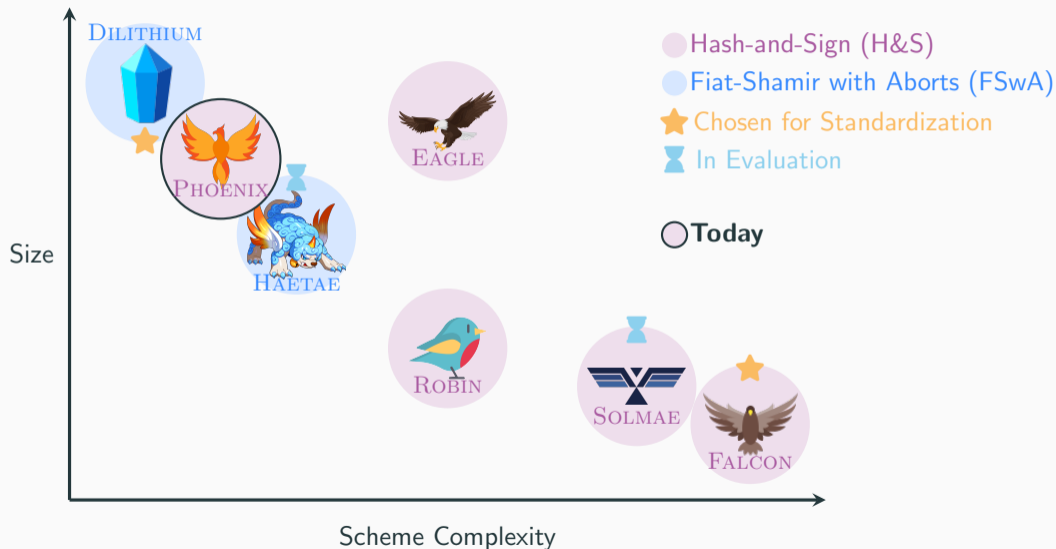 DILITHIUM
PHOENIX
HAETAE
EAGLE
ROBIN
SOLMAE
FALCON
Hash-and-Sign (H&S)
Fiat-Shamir with Aborts (FSwA)
Chosen for Standardization
In Evaluation
Today
Size
Scheme Complexity